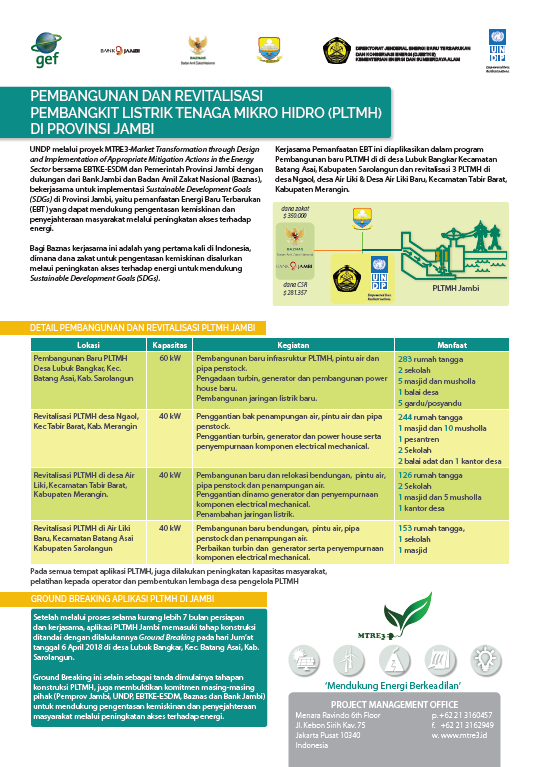 gef
BANK JAMBI
BAZNAS
Badan Amil Zakat Nasional
DIREKTORAT JENDERAL ENERGI BARU TERBARUKAN
DAN KONSERVASI ENERGI (DJEBTKE)
KEMENTERIAN ENERGI DAN SUMBERDAYA ALAM
UN
DP
PEMBANGUNAN DAN REVITALISASI
PEMBANGKIT LISTRIK TENAGA MIKRO HIDRO (PLTMH)
DI PROVINSI JAMBI
UNDP melalui proyek MTRE3-Market Transformation through Design
and Implementation of Appropriate Mitigation Actions in the Energy
Sector bersama EBTKE-ESDM dan Pemerintah Provinsi Jambi dengan
dukungan dari Bank Jambi dan Badan Amil Zakat Nasional (Baznas),
bekerjasama untuk implementasi Sustainable Development Goals
(SDGs) di Provinsi Jambi, yaitu pemanfaatan Energi Baru Terbarukan
(EBT) yang dapat mendukung pengentasan kemiskinan dan
penyejahteraan masyarakat melalui peningkatan akses terhadap
energi.
Bagi Baznas kerjasama ini adalah yang pertama kali di Indonesia,
dimana dana zakat untuk pengentasan kemiskinan disalurkan
melaui peningkatan akses terhadap energi untuk mendukung
Sustainable Development Goals (SDGs).
Kerjasama Pemanfaatan EBT ini diaplikasikan dalam program
Pembangunan baru PLTMH di di desa Lubuk Bangkar Kecamatan
Batang Asai, Kabupaten Sarolangun dan revitalisasi 3 PLTMH di
desa Ngaol, desa Air Liki & Desa Air Liki Baru, Kecamatan Tabir Barat,
Kabupaten Merangin.
dana zakat
$ 350.000
BAZNAS
Badan Amil Zakat Nasional
BANK JAMBI
dana CSR
$ 281.357
UN
DP
PLTMH Jambi
DETAIL PEMBANGUNAN DAN REVITALISASI PLTMH JAMBI
Lokasi Kapasitas Kegiatan Manfaat
Pembangunan Baru PLTMH
Desa Lubuk Bangkar, Kec.
Batang Asai, Kab. Sarolangun
60 kW
Pembangunan baru infrasruktur PLTMH, pintu air dan
pipa penstock.
Pengadaan turbin, generator dan pembangunan power
house baru.
Pembangunan jaringan listrik baru.
283 rumah tangga
2 sekolah
5 masjid dan musholla
1 balai desa
5 gardu/posyandu
Revitalisasi PLTMH desa Ngaol,
Kec Tabir Barat, Kab. Merangin
40 kW
Penggantian bak penampungan air, pintu air dan pipa
penstock.
Penggantian turbin, generator dan power house serta
penyempurnaan komponen electrical mechanical.
244 rumah tangga
1 masjid dan 10 musholla
1 pesantren
2 Sekolah
2 balai adat dan 1 kantor desa
Revitalisasi PLTMH di desa Air
Liki, Kecamatan Tabir Barat,
Kabupaten Merangin.
40 kW
Pembangunan baru dan relokasi bendungan, pintu air,
pipa penstock dan penampungan air.
Penggantian dinamo generator dan penyempurnaan
komponen electrical mechanical.
Penambahan jaringan listrik.
126 rumah tangga
2 Sekolah
1 masjid dan 5 musholla
1 kantor desa
Revitalisasi PLTMH di Air Liki
Baru, Kecamatan Batang Asai
Kabupaten Sarolangun
40 kW
Pembangunan baru bendungan, pintu air, pipa
penstock dan penampungan air.
Perbaikan turbin dan generator serta penyempurnaan
komponen electrical mechanical.
153 rumah tangga,
1 sekolah
1 masjid
Pada semua tempat aplikasi PLTMH, juga dilakukan peningkatan kapasitas masyarakat,
pelatihan kepada operator dan pembentukan lembaga desa pengelola PLTMH
GROUND BREAKING APLIKASI PLTMH DI JAMBI
Setelah melalui proses selama kurang lebih 7 bulan persiapan
dan kerjasama, aplikasi PLTMH Jambi memasuki tahap konstruksi
ditandai dengan dilakukannya Ground Breaking pada hari Jum'at
tanggal 6 April 2018 di desa Lubuk Bangkar, Kec. Batang Asai, Kab.
Sarolangun.
Ground Breaking ini selain sebagai tanda dimulainya tahapan
konstruksi PLTMH, juga membuktikan komitmen masing-masing
pihak (Pemprov Jambi, UNDP, EBTKE-ESDM, Baznas dan Bank Jambi)
untuk mendukung pengentasan kemiskinan dan penyejahteraan
masyarakat melalui peningkatan akses terhadap energi.
MTRE3
'Mendukung Energi Berkeadilan'
PROJECT MANAGEMENT OFFICE
Menara Ravindo 6th Floor
Jl. Kebon Sirih Kav. 75
Jakarta Pusat 10340
Indonesia
p. +62 21 3160457
f. +62 21 3162949
w. www.mtre3.id